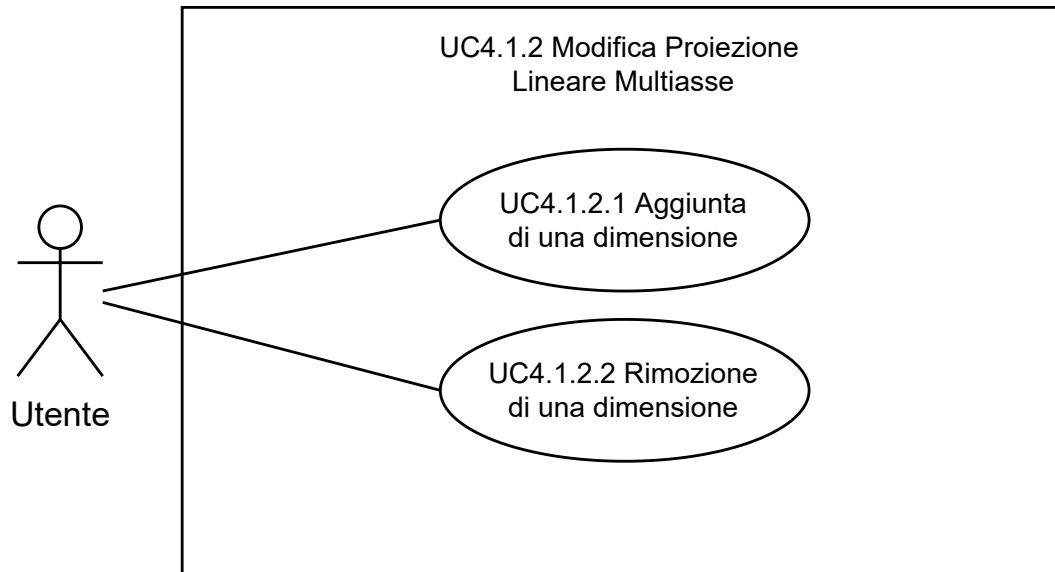 UC4.1.2 Modifica Proiezione
Lineare Multiasse
UC4.1.2.1 Aggiunta
di una dimensione
UC4.1.2.2 Rimozione
di una dimensione
Utente